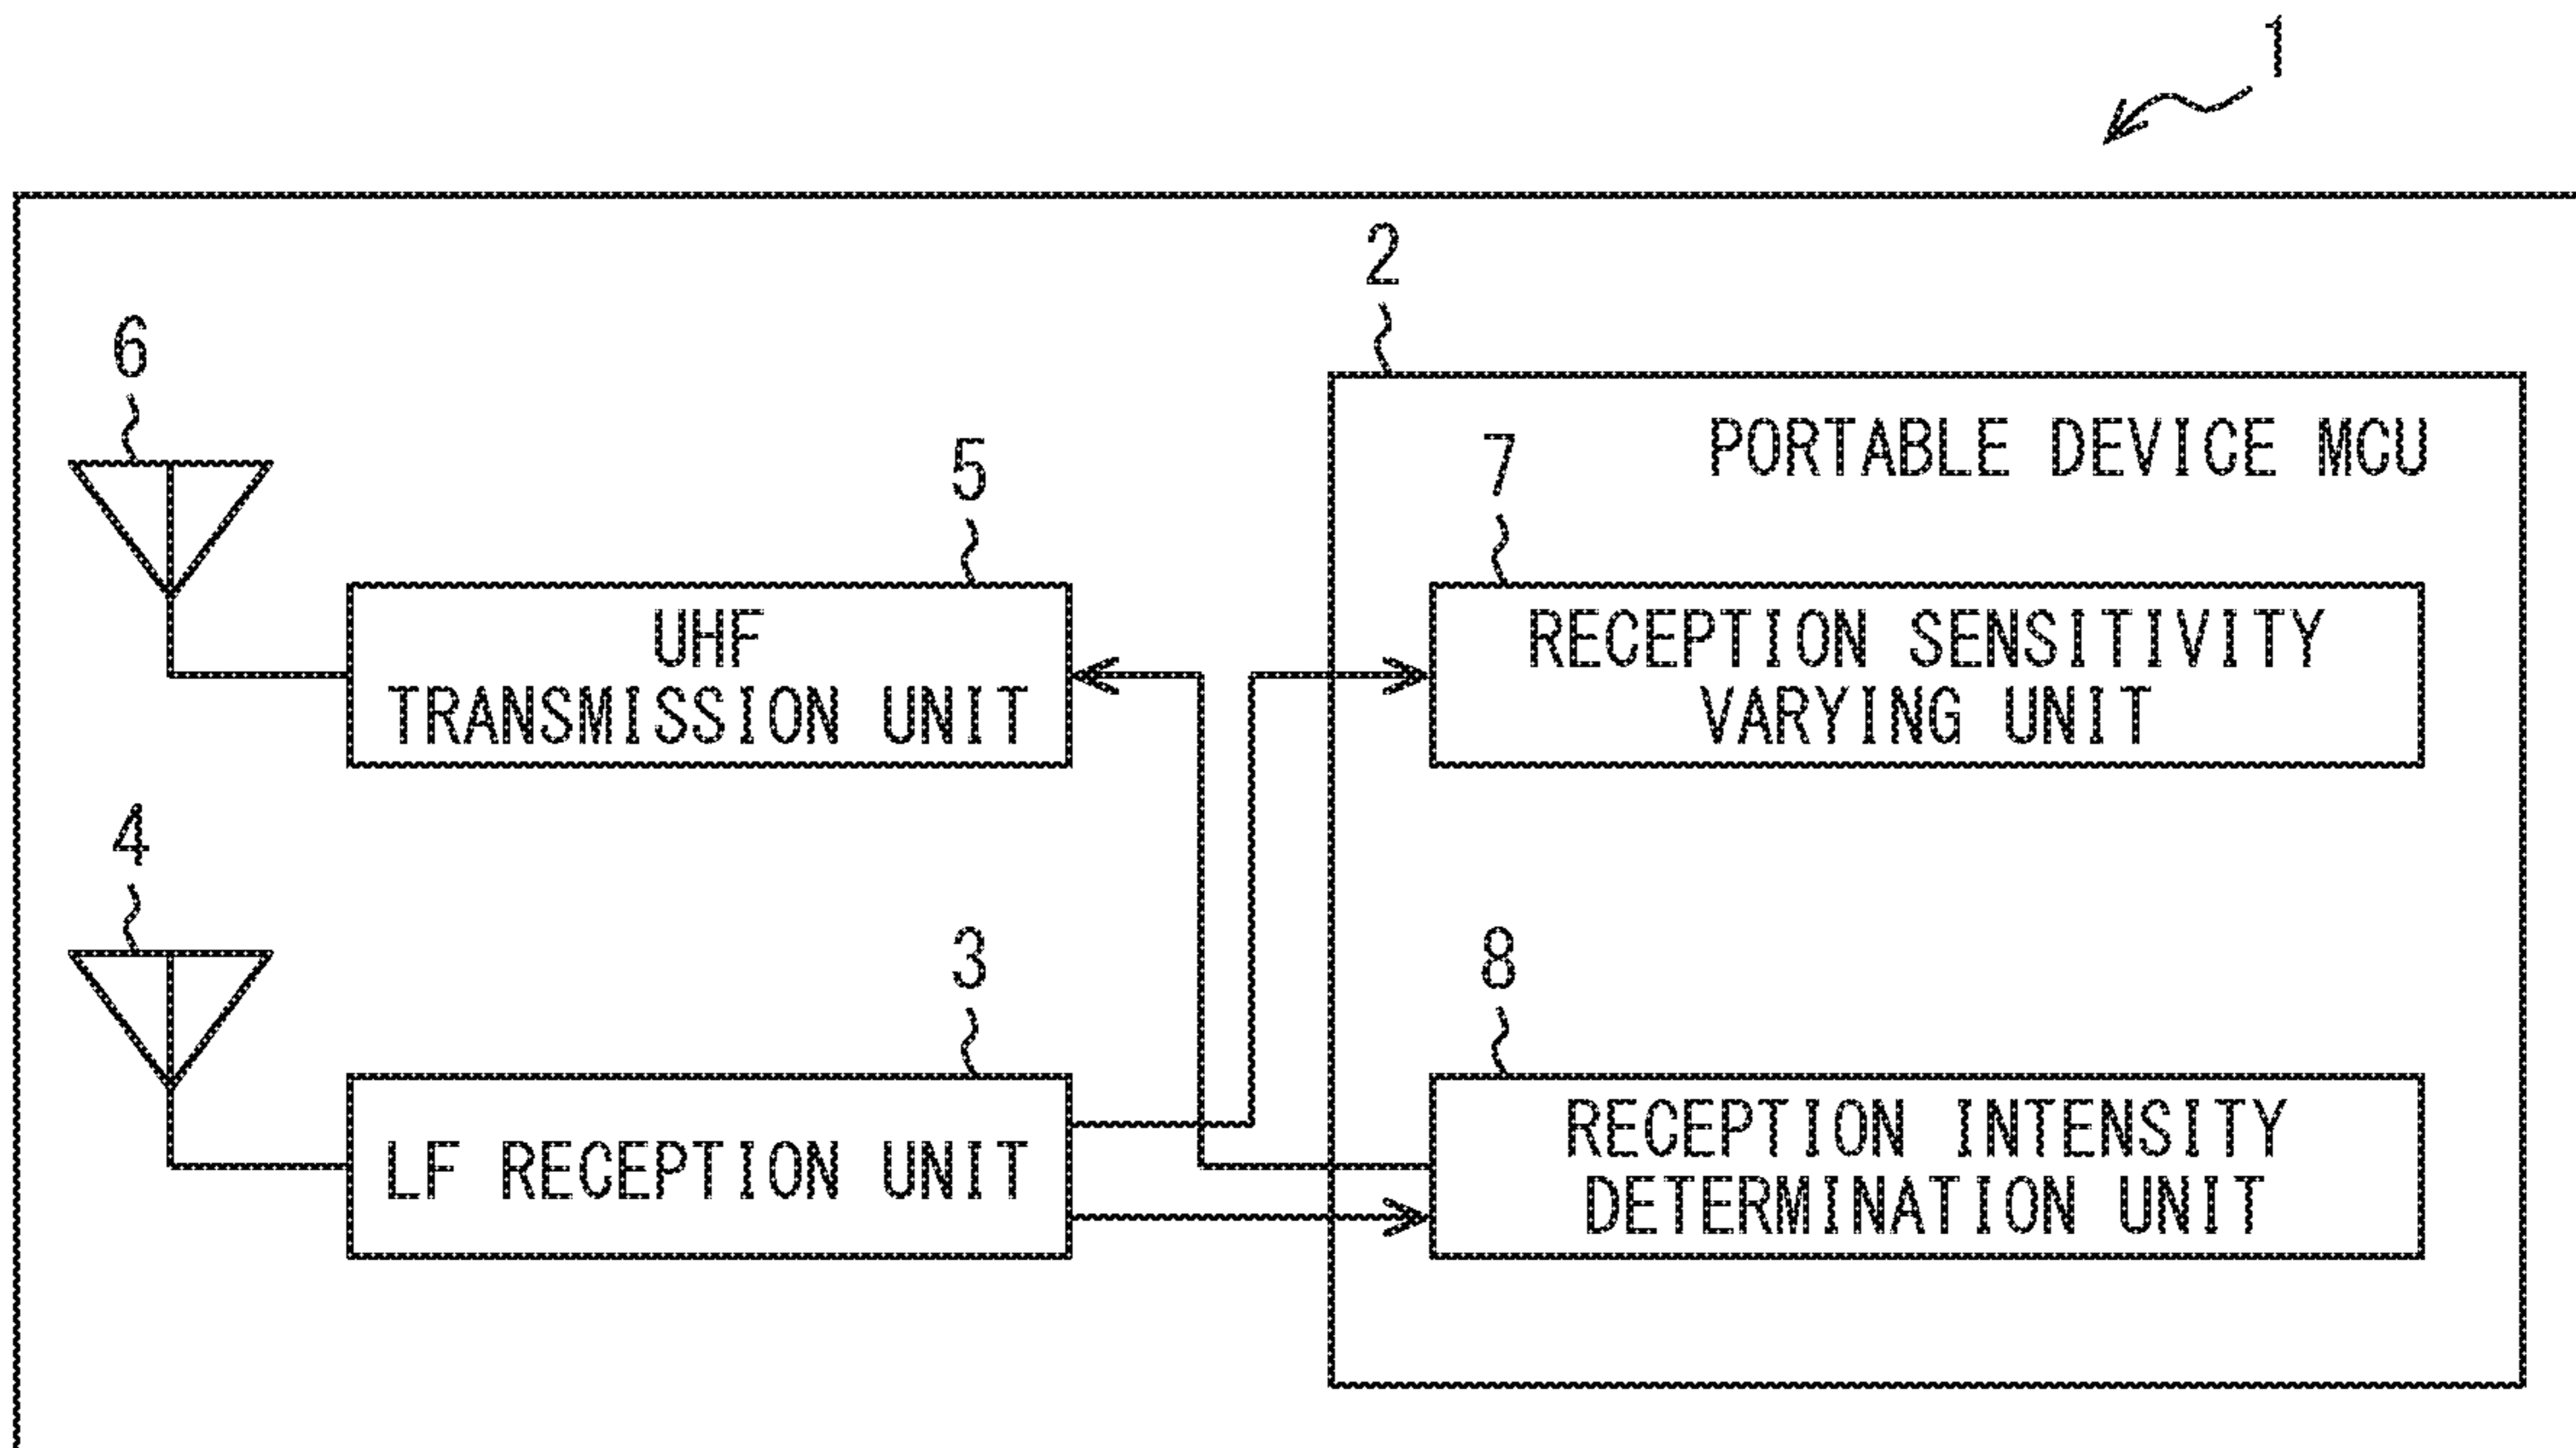 1
2
6
PORTABLE DEVICE MCU
5
7
UHF
TRANSMISSION UNIT
RECEPTION SENSITIVITY
VARYING UNIT
4
3
8
LF RECEPTION UNIT
RECEPTION INTENSITY
DETERMINATION UNIT